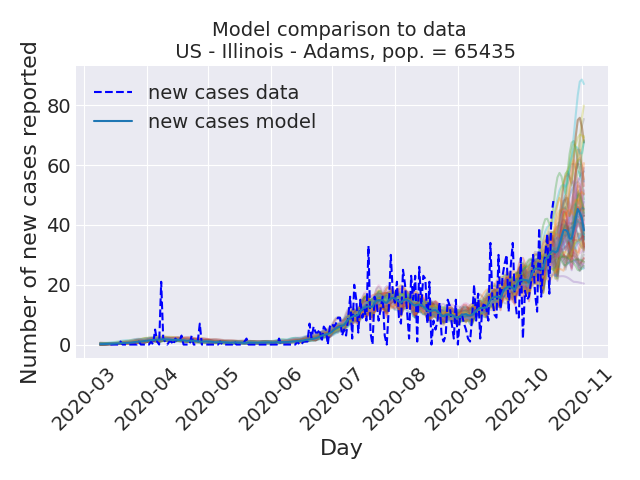 Model comparison to data
US - Illinois - Adams, pop. = 65435
Number of new cases reported
80
60
40
20
0
new cases data
new cases model
2020-03
2020-04
2020-05
2020-06
2020-07
2020-08
2020-09
2020-10
2020-11
Day